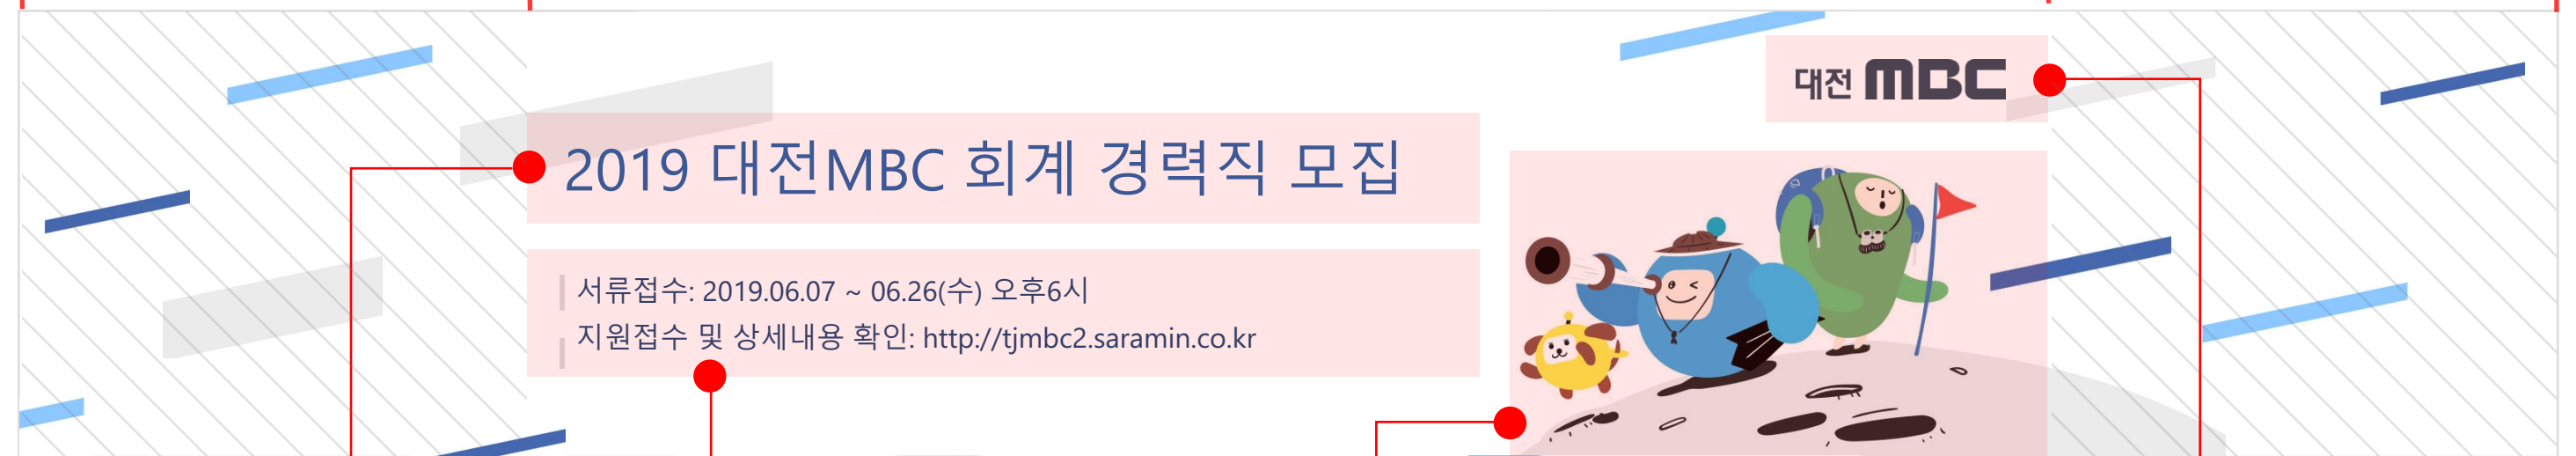 대전 MBC
2019 대전MBC 회계 경력직 모집
서류접수: 2019.06.07 ~ 06.26(수) 오후6시
지원접수 및 상세내용 확인: http://tjmbc2.saramin.co.kr